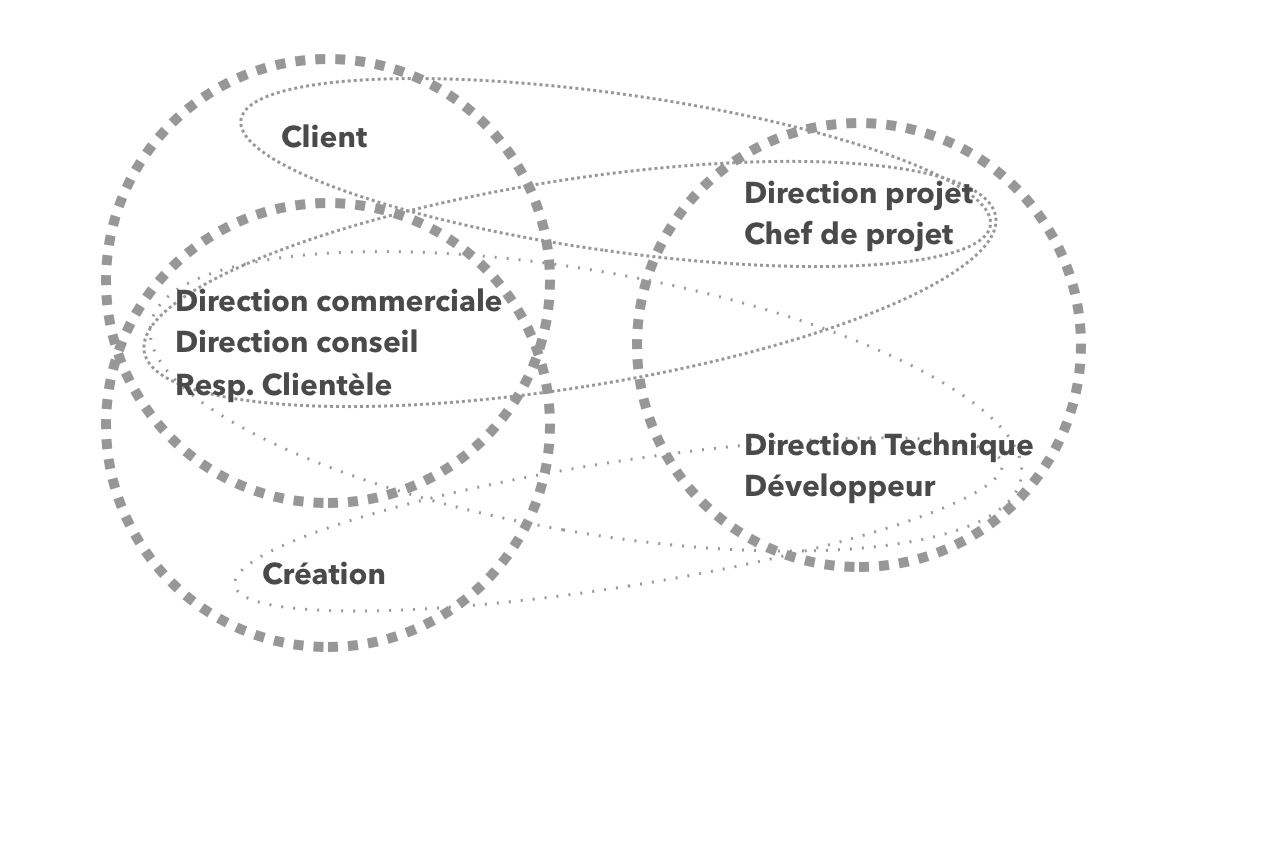 Client
Direction projet
Chef de projet
Direction commerciale
Direction conseil
Resp. Clientèle
Direction Technique
Développeur
Création